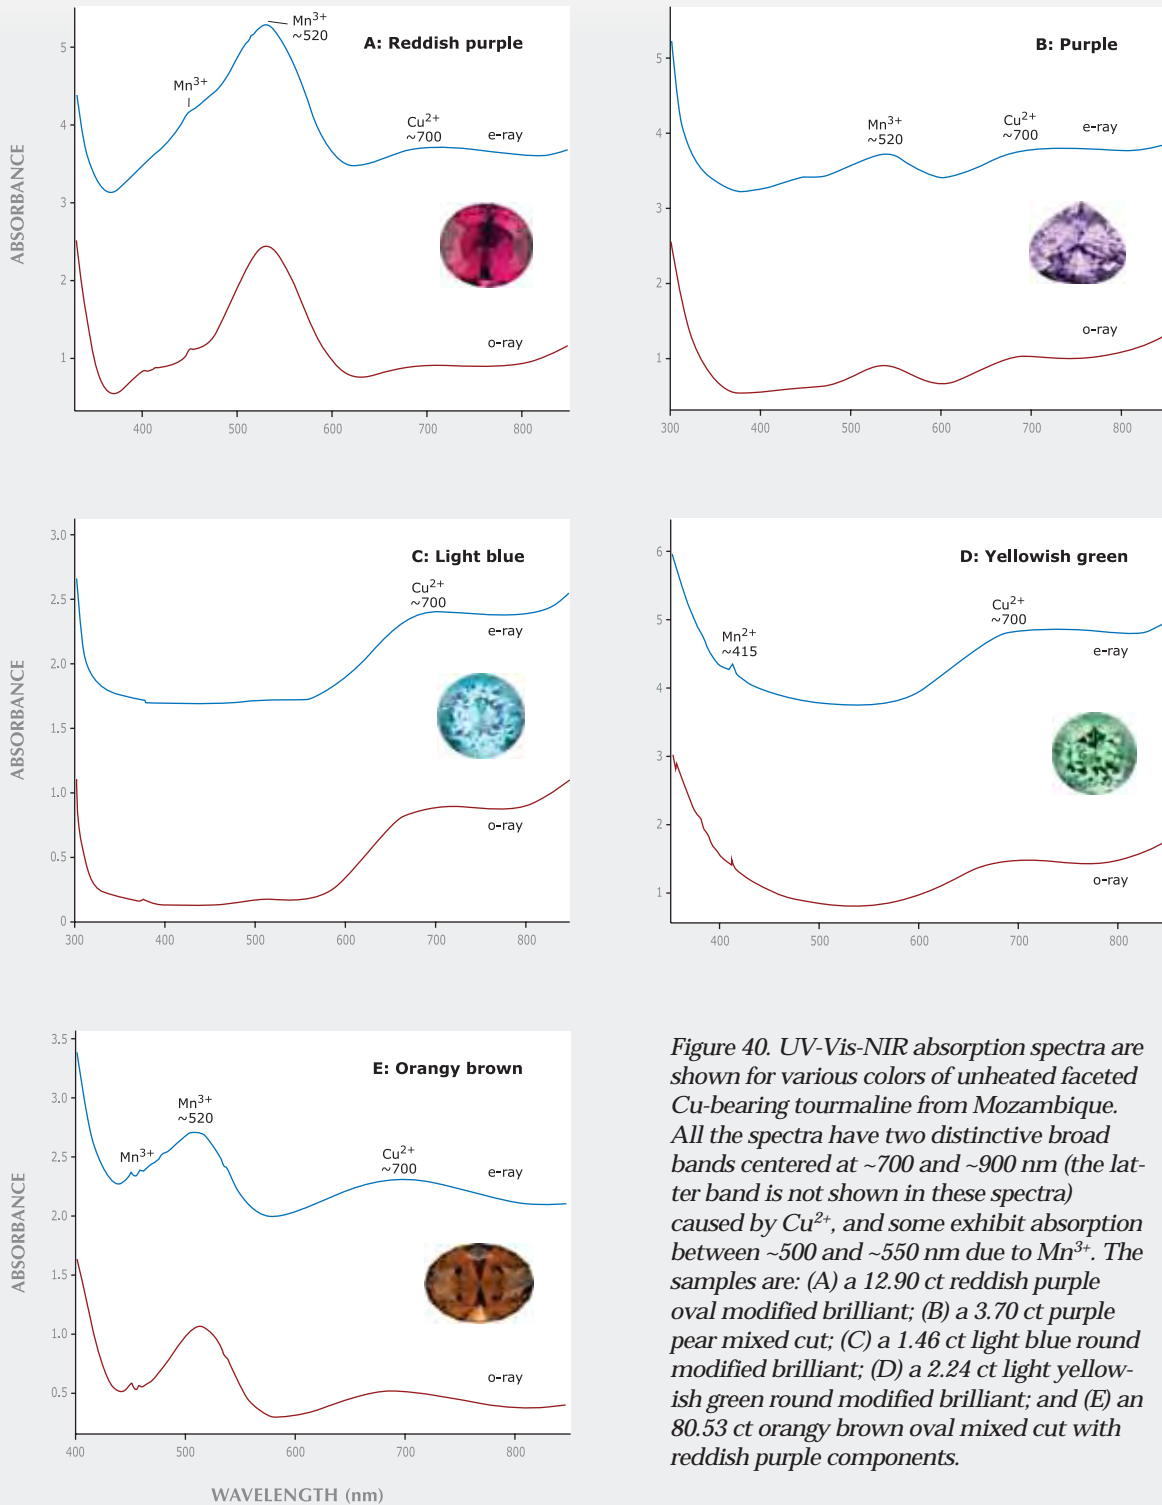 A: Reddish purple
Mn³⁺
~520
Mn³⁺
Cu²⁺
~700
e-ray
o-ray
5
4
3
2
1
400 500 600 700 800
ABSORBANCE
B: Purple
Mn³⁺
~520
Cu²⁺
~700
e-ray
o-ray
5
4
3
2
1
300 400 500 600 700 800
C: Light blue
Cu²⁺
~700
e-ray
o-ray
3.0
2.5
2.0
1.5
1.0
0.5
0
300 400 500 600 700 800
ABSORBANCE
D: Yellowish green
Mn²⁺
~415
Cu²⁺
~700
e-ray
o-ray
6
5
4
3
2
1
400 500 600 700 800
E: Orangy brown
Mn³⁺
~520
Mn³⁺
Cu²⁺
~700
e-ray
o-ray
3.5
3.0
2.5
2.0
1.5
1.0
0.5
400 500 600 700 800
ABSORBANCE
WAVELENGTH (nm)
Figure 40. UV-Vis-NIR absorption spectra are
shown for various colors of unheated faceted
Cu-bearing tourmaline from Mozambique.
All the spectra have two distinctive broad
bands centered at ~700 and ~900 nm (the lat-
ter band is not shown in these spectra)
caused by Cu²⁺, and some exhibit absorption
between ~500 and ~550 nm due to Mn³⁺. The
samples are: (A) a 12.90 ct reddish purple
oval modified brilliant; (B) a 3.70 ct purple
pear mixed cut; (C) a 1.46 ct light blue round
modified brilliant; (D) a 2.24 ct light yellow-
ish green round modified brilliant; and (E) an
80.53 ct orangy brown oval mixed cut with
reddish purple components.